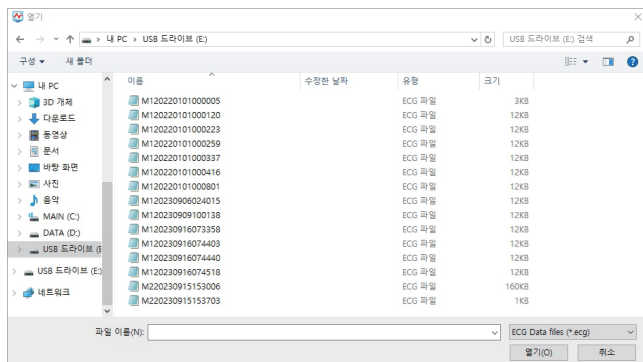 열기
내 PC > USB 드라이브 (E:)
USB 드라이브 (E:) 검색
구성 새 폴더
이름 수정한 날짜 유형 크기
내 PC
3D 개체
다운로드
동영상
문서
바탕 화면
사진
음악
MAIN (C:)
DATA (D:)
USB 드라이브 (E
USB 드라이브 (E:)
네트워크
M120220101000005 ECG 파일 3KB
M120220101000120 ECG 파일 12KB
M120220101000223 ECG 파일 12KB
M120220101000259 ECG 파일 12KB
M120220101000337 ECG 파일 12KB
M120220101000416 ECG 파일 12KB
M120220101000801 ECG 파일 12KB
M120230906024015 ECG 파일 12KB
M120230909100138 ECG 파일 12KB
M120230916073358 ECG 파일 12KB
M120230916074403 ECG 파일 12KB
M120230916074440 ECG 파일 12KB
M120230916074518 ECG 파일 12KB
M220230915153006 ECG 파일 160KB
M220230915153703 ECG 파일 1KB
파일 이름(N):
ECG Data files (*.ecg)
열기(O) 취소